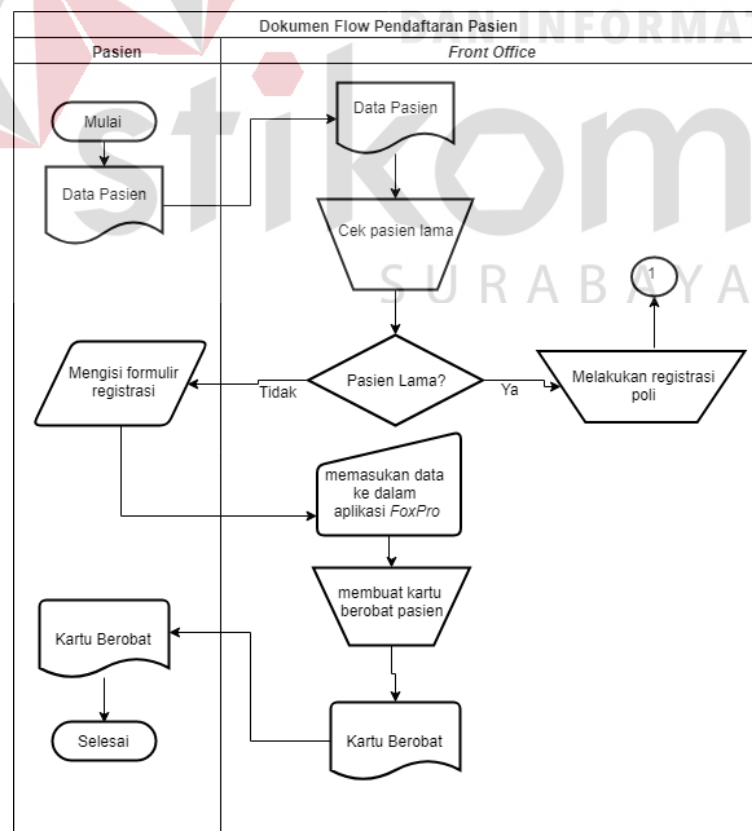 Dokumen Flow Pendaftaran Pasien
Pasien
Front Office
Mulai
Data Pasien
Data Pasien
Cek pasien lama
1
Pasien Lama?
Tidak
Ya
Mengisi formulir
registrasi
Melakukan registrasi
poli
memasukan data
ke dalam
aplikasi FoxPro
membuat kartu
berobat pasien
Kartu Berobat
Kartu Berobat
Selesai
DAN INFORMAT
stikom
SURABAYA